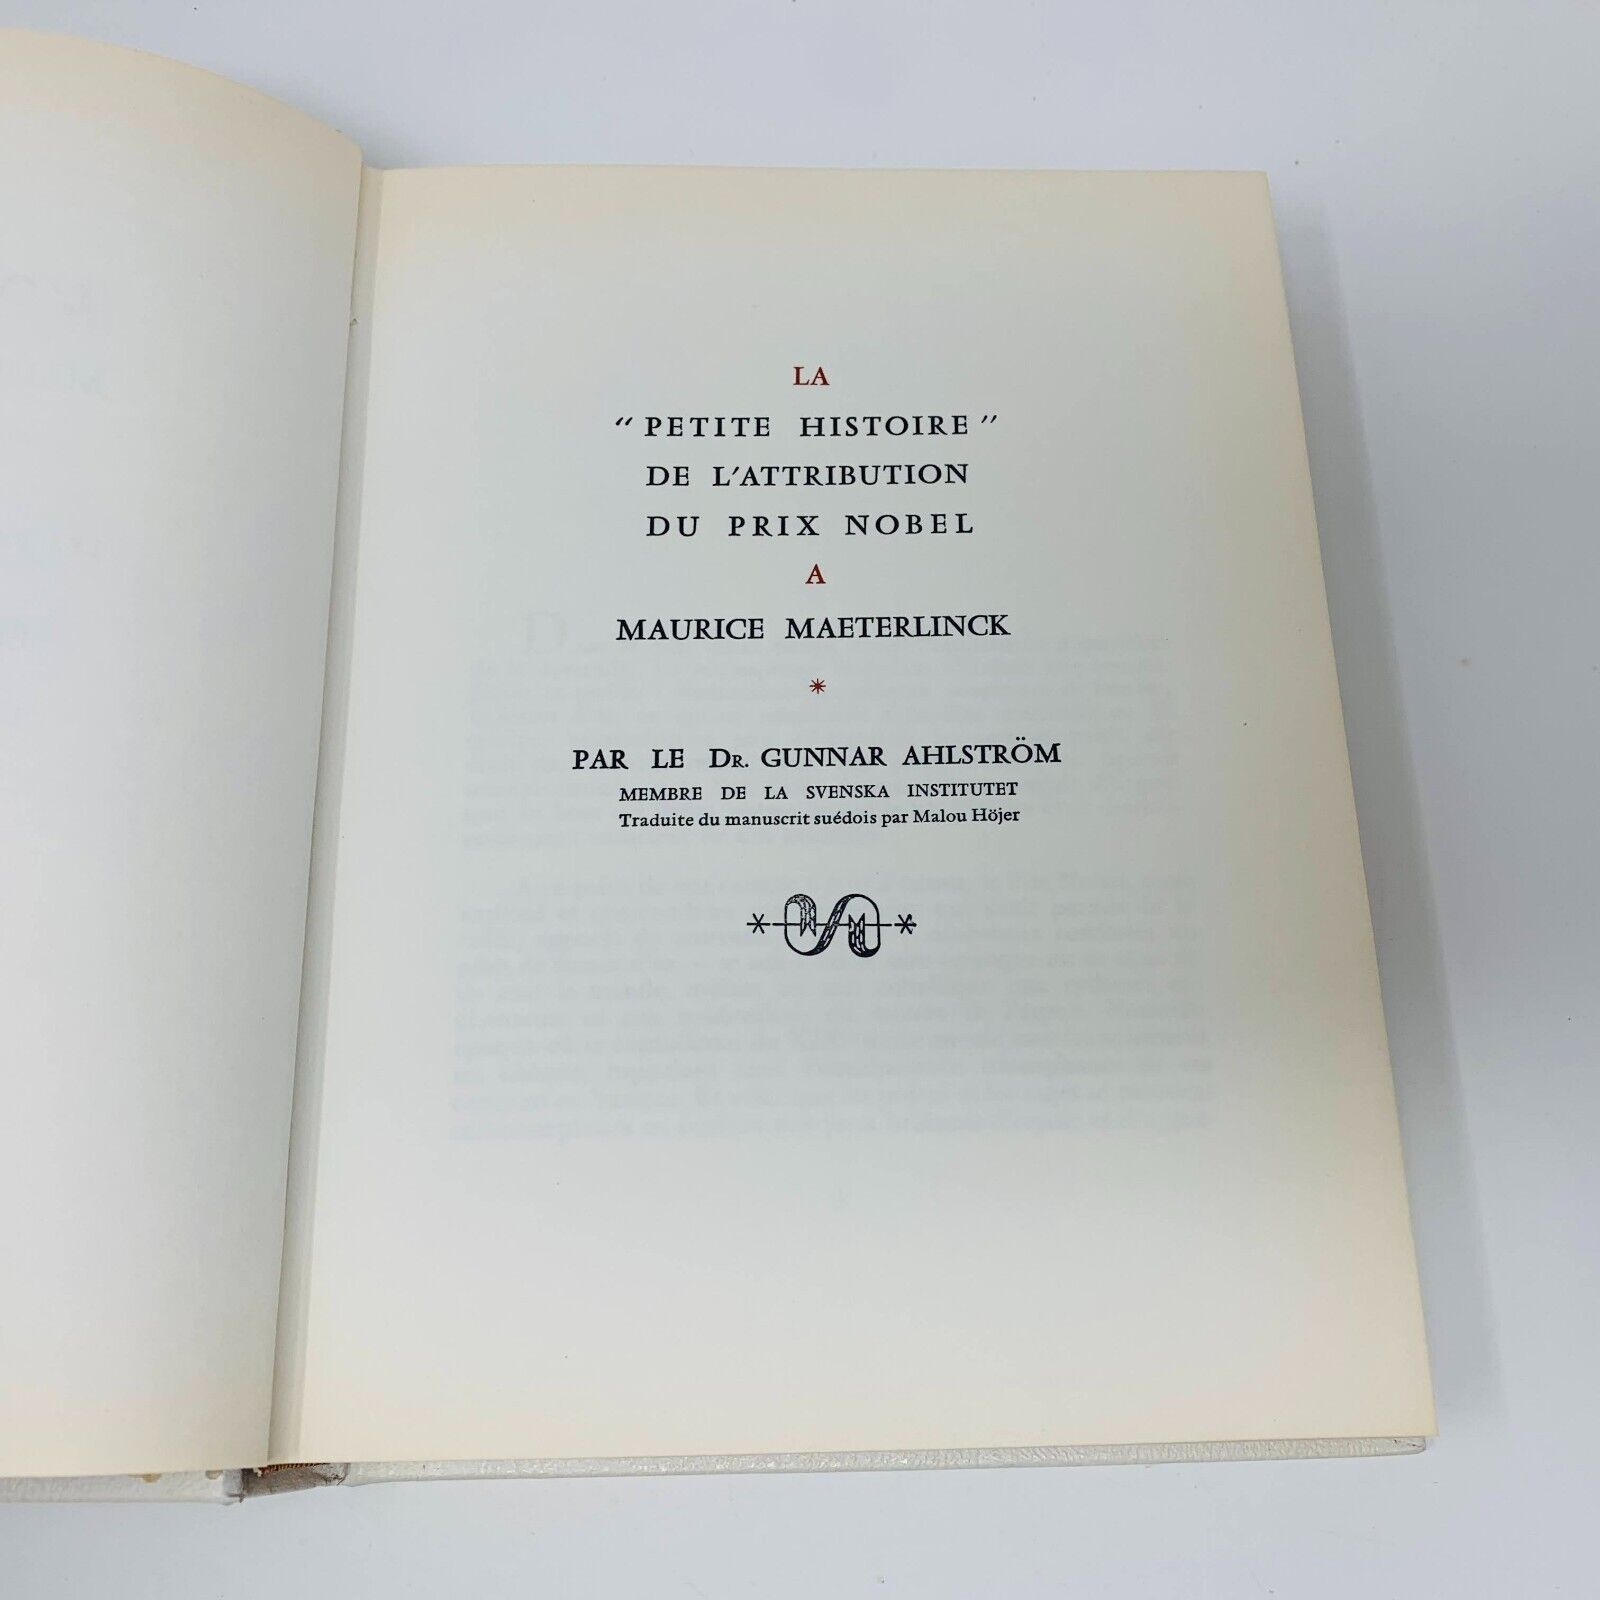 LA
“PETITE HISTOIRE”
DE L'ATTRIBUTION
DU PRIX NOBEL
A
MAURICE MAETERLINCK
*
PAR LE DR. GUNNAR AHLSTRÖM
MEMBRE DE LA SVENSKA INSTITUTET
Traduite du manuscrit suédois par Malou Höjer